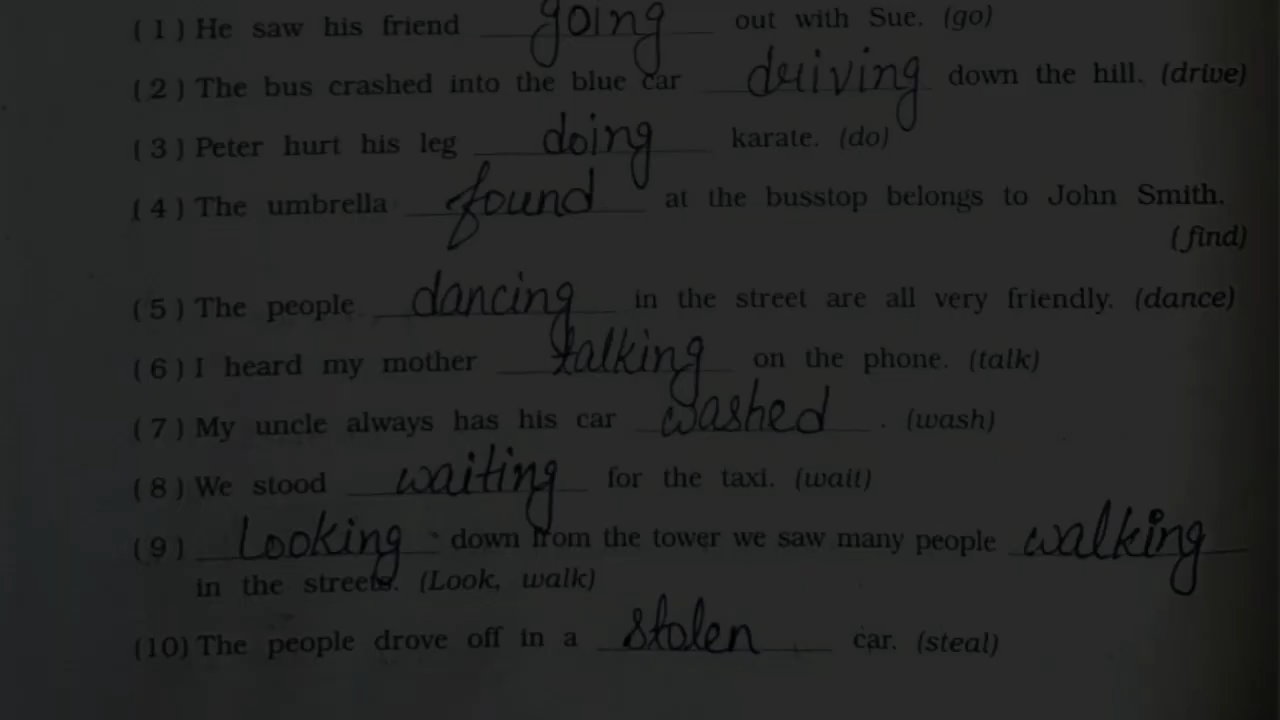 (1) He saw his friend going out with Sue. (go)
(2) The bus crashed into the blue car driving down the hill. (drive)
(3) Peter hurt his leg doing karate. (do)
(4) The umbrella found at the busstop belongs to John Smith.
(find)
(5) The people dancing in the street are all very friendly. (dance)
(6) I heard my mother talking on the phone. (talk)
(7) My uncle always has his car washed. (wash)
(8) We stood waiting for the taxi. (wait)
(9) Looking down from the tower we saw many people walking
in the streets. (Look, walk)
(10) The people drove off in a stolen car. (steal)